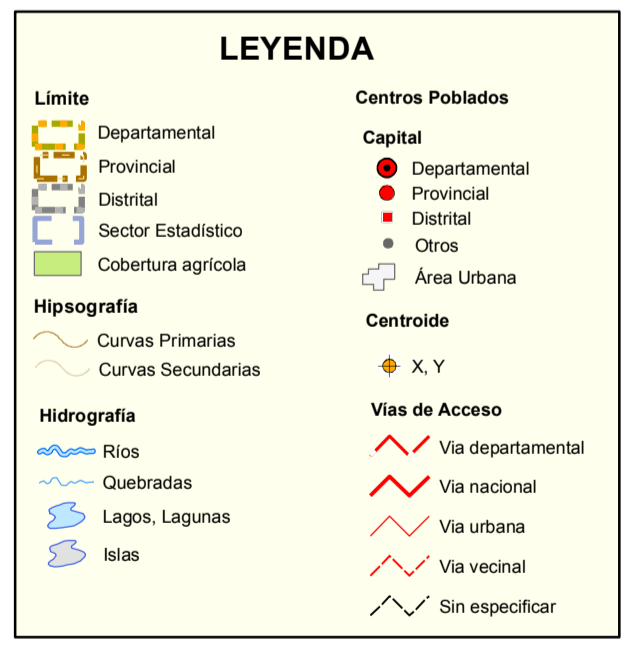 LEYENDA
Límite
Departamental
Provincial
Distrital
Sector Estadístico
Cobertura agrícola
Hipsografía
Curvas Primarias
Curvas Secundarias
Hidrografía
Ríos
Quebradas
Lagos, Lagunas
Islas
Centros Poblados
Capital
Departamental
Provincial
Distrital
Otros
Área Urbana
Centroide
X, Y
Vías de Acceso
Via departamental
Via nacional
Via urbana
Via vecinal
Sin especificar